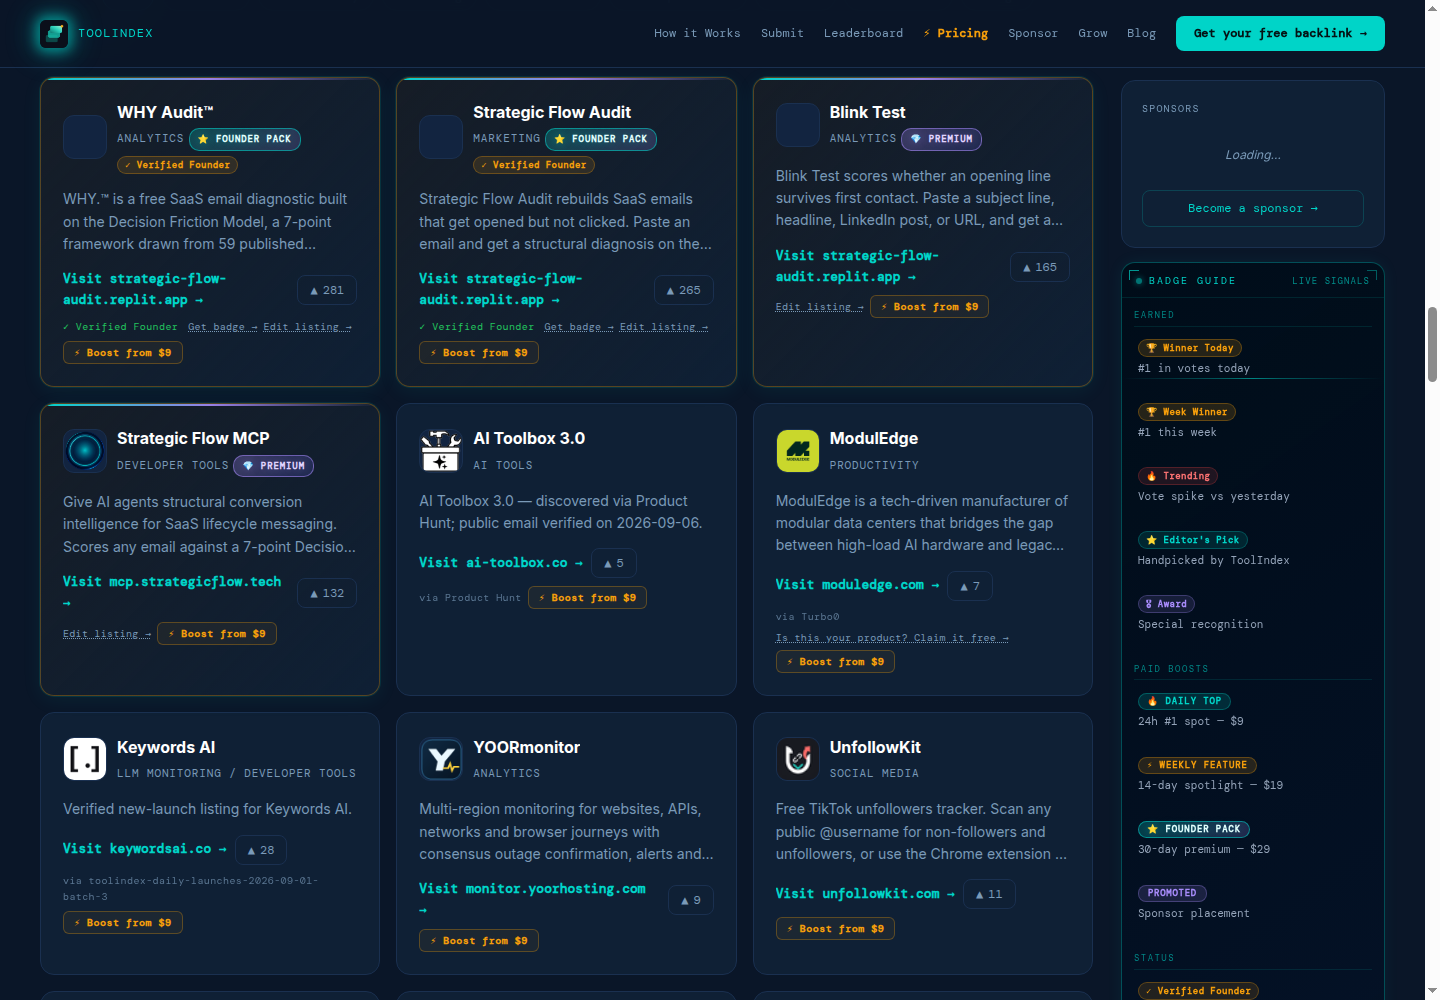 TOOLINDEX
How it Works
Submit
Leaderboard
⚡ Pricing
Sponsor
Grow
Blog
Get your free backlink →
WHY Audit™
ANALYTICS
⭐ FOUNDER PACK
✓ Verified Founder
WHY.™ is a free SaaS email diagnostic built
on the Decision Friction Model, a 7-point
framework drawn from 59 published...
Visit strategic-flow-
audit.replit.app →
▲ 281
✓ Verified Founder
Get badge →
Edit listing →
⚡ Boost from $9
Strategic Flow Audit
MARKETING
⭐ FOUNDER PACK
✓ Verified Founder
Strategic Flow Audit rebuilds SaaS emails
that get opened but not clicked. Paste an
email and get a structural diagnosis on the...
Visit strategic-flow-
audit.replit.app →
▲ 265
✓ Verified Founder
Get badge →
Edit listing →
⚡ Boost from $9
Blink Test
ANALYTICS
💎 PREMIUM
Blink Test scores whether an opening line
survives first contact. Paste a subject line,
headline, LinkedIn post, or URL, and get a...
Visit strategic-flow-
audit.replit.app →
▲ 165
Edit listing →
⚡ Boost from $9
Strategic Flow MCP
DEVELOPER TOOLS
💎 PREMIUM
Give AI agents structural conversion
intelligence for SaaS lifecycle messaging.
Scores any email against a 7-point Decisio...
Visit mcp.strategicflow.tech
→
▲ 132
Edit listing →
⚡ Boost from $9
AI Toolbox 3.0
AI TOOLS
AI Toolbox 3.0 — discovered via Product
Hunt; public email verified on 2026-09-06.
Visit ai-toolbox.co →
▲ 5
via Product Hunt
⚡ Boost from $9
MODULEDGE
ModulEdge
PRODUCTIVITY
ModulEdge is a tech-driven manufacturer of
modular data centers that bridges the gap
between high-load AI hardware and legac...
Visit moduledge.com →
▲ 7
via Turbo0
Is this your product? Claim it free →
⚡ Boost from $9
[.]
Keywords AI
LLM MONITORING / DEVELOPER TOOLS
Verified new-launch listing for Keywords AI.
Visit keywordsai.co →
▲ 28
via toolindex-daily-launches-2026-09-01-
batch-3
⚡ Boost from $9
Y
YOORmonitor
ANALYTICS
Multi-region monitoring for websites, APIs,
networks and browser journeys with
consensus outage confirmation, alerts and...
Visit monitor.yoorhosting.com
→
▲ 9
⚡ Boost from $9
UnfollowKit
SOCIAL MEDIA
Free TikTok unfollowers tracker. Scan any
public @username for non-followers and
unfollowers, or use the Chrome extension ...
Visit unfollowkit.com →
▲ 11
⚡ Boost from $9
SPONSORS
Loading...
Become a sponsor →
BADGE GUIDE
LIVE SIGNALS
EARNED
🏆 Winner Today
#1 in votes today
🏆 Week Winner
#1 this week
🔥 Trending
Vote spike vs yesterday
⭐ Editor's Pick
Handpicked by ToolIndex
🎖 Award
Special recognition
PAID BOOSTS
🔥 DAILY TOP
24h #1 spot — $9
⚡ WEEKLY FEATURE
14-day spotlight — $19
⭐ FOUNDER PACK
30-day premium — $29
PROMOTED
Sponsor placement
STATUS
✓ Verified Founder